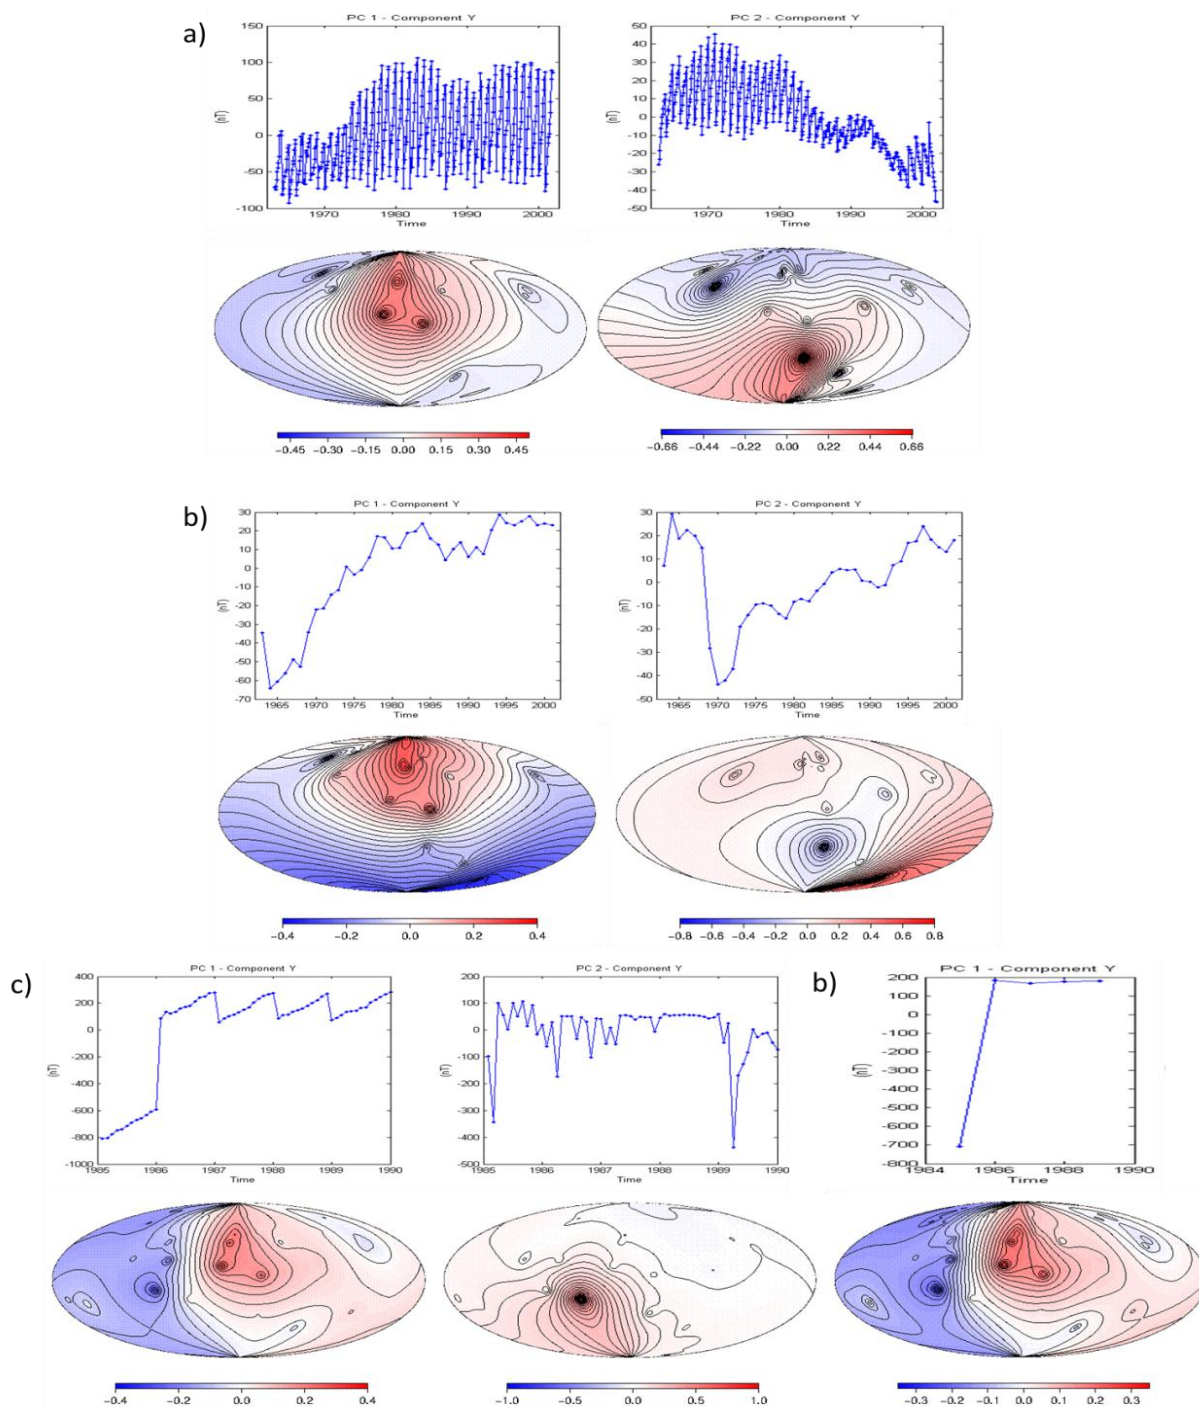 a)
PC 1 - Component Y
150
100
50
0
-50
-100
(nT)
1970 1980 1990 2000
Time
PC 2 - Component Y
50
40
30
20
10
0
-10
-20
-30
-40
-50
(nT)
1970 1980 1990 2000
Time
-0.45 -0.30 -0.15 0.00 0.15 0.30 0.45
-0.66 -0.44 -0.22 0.00 0.22 0.44 0.66
b)
PC 1 - Component Y
30
20
10
0
-10
-20
-30
-40
-50
-60
-70
(nT)
1965 1970 1975 1980 1985 1990 1995 2000
Time
PC 2 - Component Y
30
20
10
0
-10
-20
-30
-40
-50
(nT)
1965 1970 1975 1980 1985 1990 1995 2000
Time
-0.4 -0.2 0.0 0.2 0.4
-0.8 -0.6 -0.4 -0.2 0.0 0.2 0.4 0.6 0.8
c)
PC 1 - Component Y
400
200
0
-200
-400
-600
-800
-1000
(nT)
1985 1986 1987 1988 1989 1990
Time
PC 2 - Component Y
200
100
0
-100
-200
-300
-400
-500
(nT)
1985 1986 1987 1988 1989 1990
Time
b)
PC 1 - Component Y
200
100
0
-100
-200
-300
-400
-500
-600
-700
-800
(nT)
1984 1986 1988 1990
Time
-0.4 -0.2 0.0 0.2 0.4
-1.0 -0.5 0.0 0.5 1.0
-0.3 -0.2 -0.1 0.0 0.1 0.2 0.3